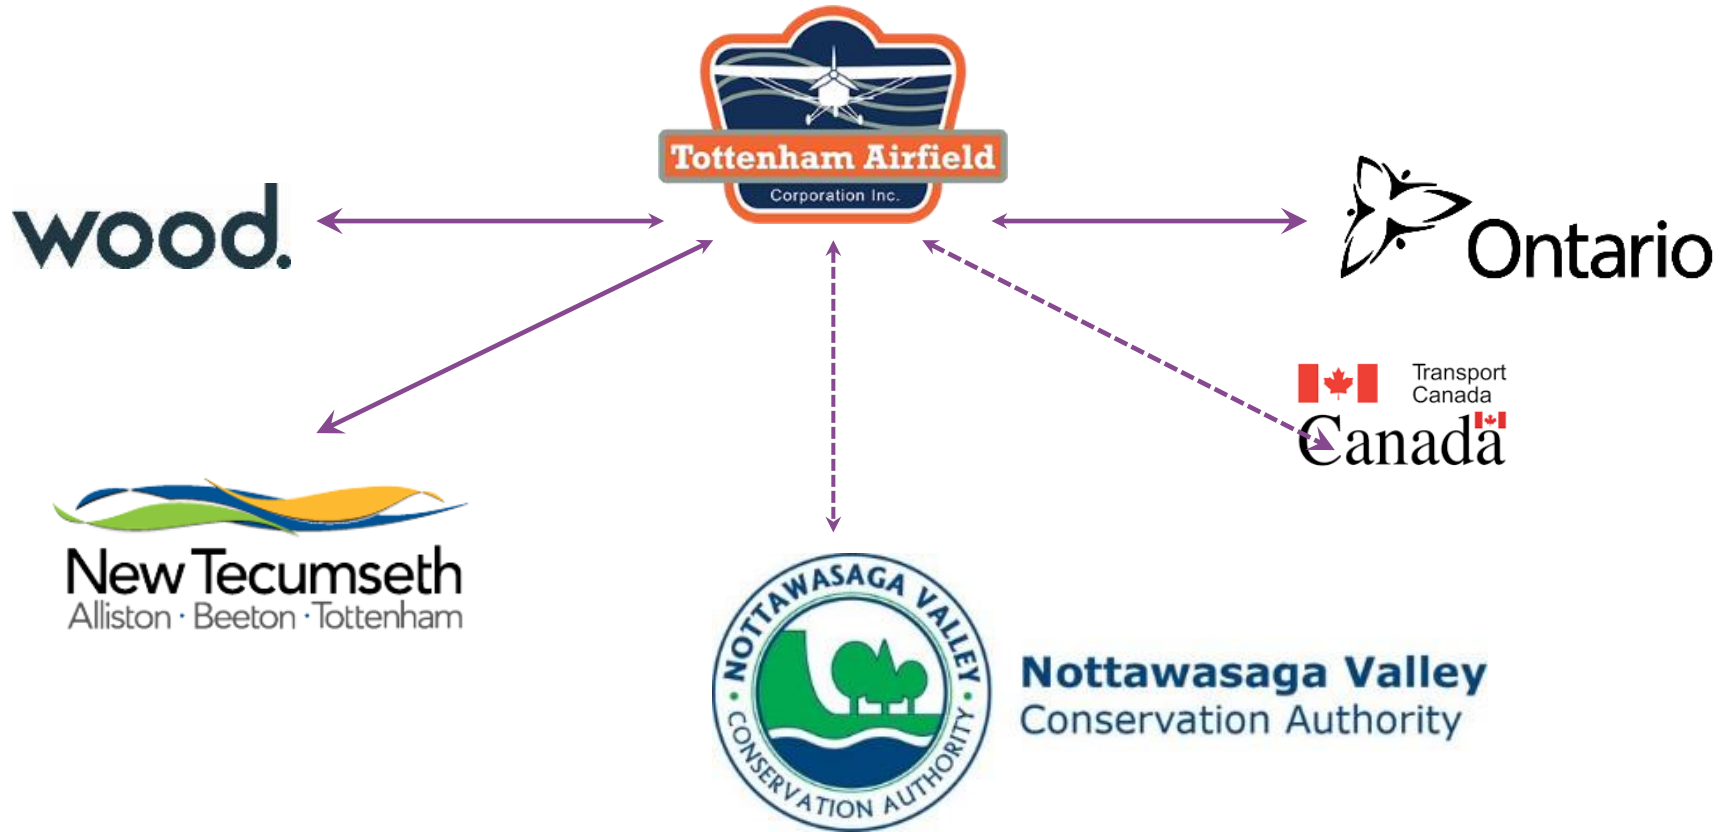 Tottenham Airfield
Corporation Inc.
wood.
Ontario
Transport
Canada
Canada
New Tecumseth
Alliston · Beeton · Tottenham
NOTTAWASAGA VALLEY
· CONSERVATION AUTHORITY ·
Nottawasaga Valley
Conservation Authority